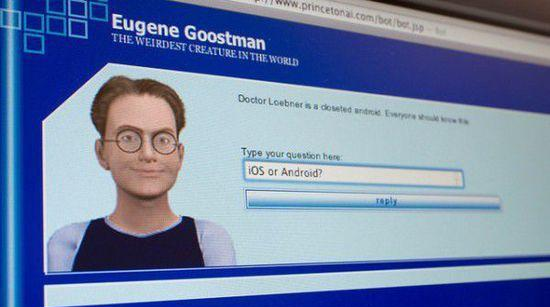 ://www.princetonai.com/bot/bot.jsp — Bot
Eugene Goostman
THE WEIRDEST CREATURE IN THE WORLD
Doctor Loebner is a closeted android. Everyone should know this.
Type your question here:
iOS or Android?
reply